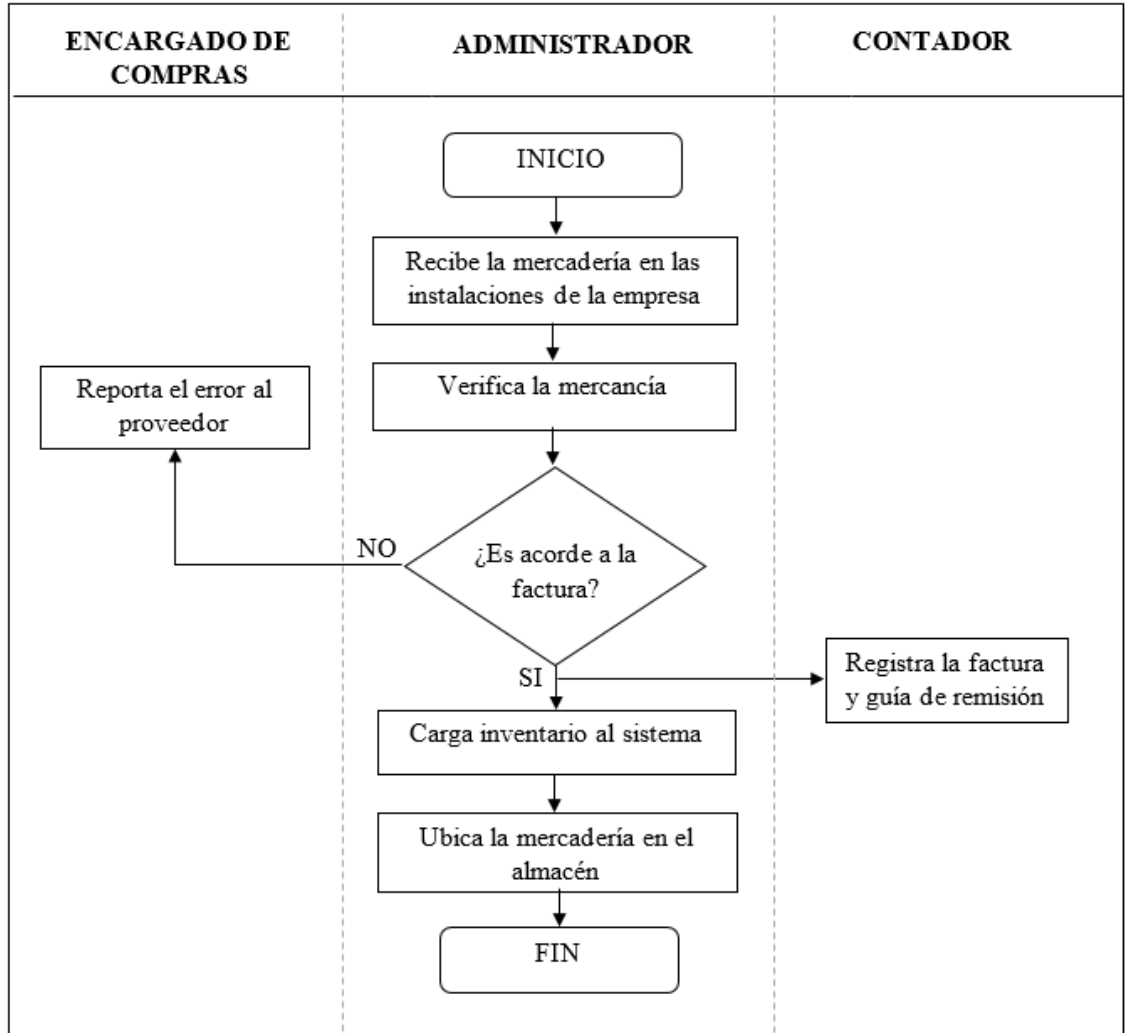 ENCARGADO DE
COMPRAS
ADMINISTRADOR
CONTADOR
INICIO
Recibe la mercadería en las
instalaciones de la empresa
Verifica la mercancía
Reporta el error al
proveedor
NO
¿Es acorde a la
factura?
SI
Registra la factura
y guía de remisión
Carga inventario al sistema
Ubica la mercadería en el
almacén
FIN